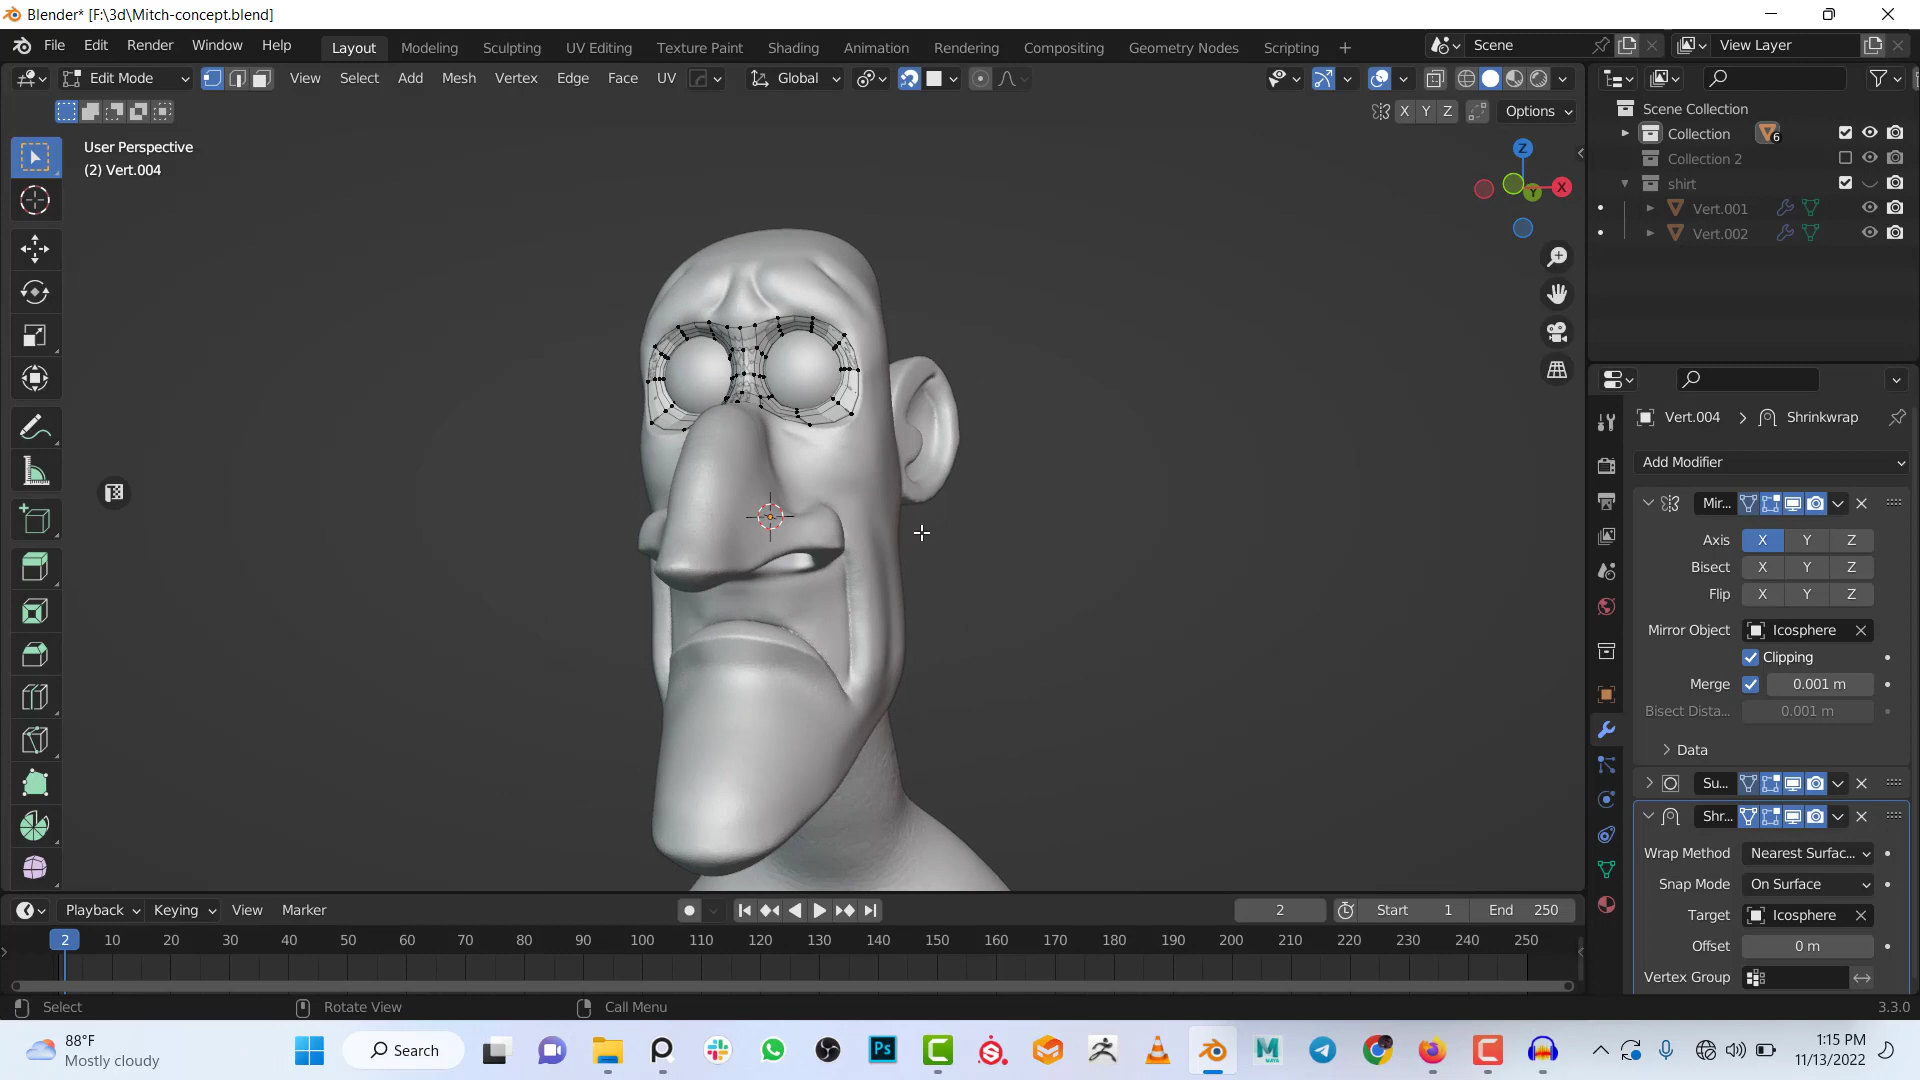 Blender* [F:\3d\Mitch-concept.blend]
File Edit Render Window Help Layout Modeling Sculpting UV Editing Texture Paint Shading Animation Rendering Compositing Geometry Nodes Scripting + Scene View Layer
Edit Mode View Select Add Mesh Vertex Edge Face UV Global
X Y Z Options
User Perspective
(2) Vert.004
Z
X
Y
Scene Collection
Collection 6
Collection 2
shirt
Vert.001
Vert.002
Vert.004 > Shrinkwrap
Add Modifier
Mir...
Axis X Y Z
Bisect X Y Z
Flip X Y Z
Mirror Object Icosphere
Clipping
Merge 0.001 m
Bisect Dista... 0.001 m
Data
Su...
Shr...
Wrap Method Nearest Surfac...
Snap Mode On Surface
Target Icosphere
Offset 0 m
Vertex Group
Playback Keying View Marker 2 Start 1 End 250
2 10 20 30 40 50 60 70 80 90 100 110 120 130 140 150 160 170 180 190 200 210 220 230 240 250
Select Rotate View Call Menu 3.3.0
88°F
Mostly cloudy
Search
Ps
MAYA
1:15 PM
11/13/2022